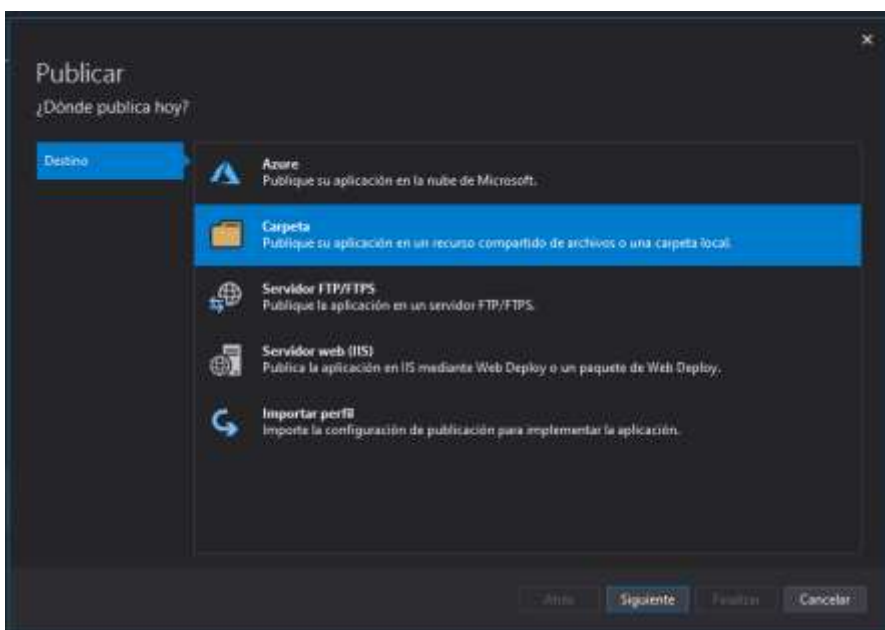 Publicar
¿Dónde publica hoy?
Destino
Azure
Publique su aplicación en la nube de Microsoft.
Carpeta
Publique su aplicación en un recurso compartido de archivos o una carpeta local.
Servidor FTP/FTPS
Publique la aplicación en un servidor FTP/FTPS.
Servidor web (IIS)
Publica la aplicación en IIS mediante Web Deploy o un paquete de Web Deploy.
Importar perfil
Importe la configuración de publicación para implementar la aplicación.
Atrás Siguiente Finalizar Cancelar